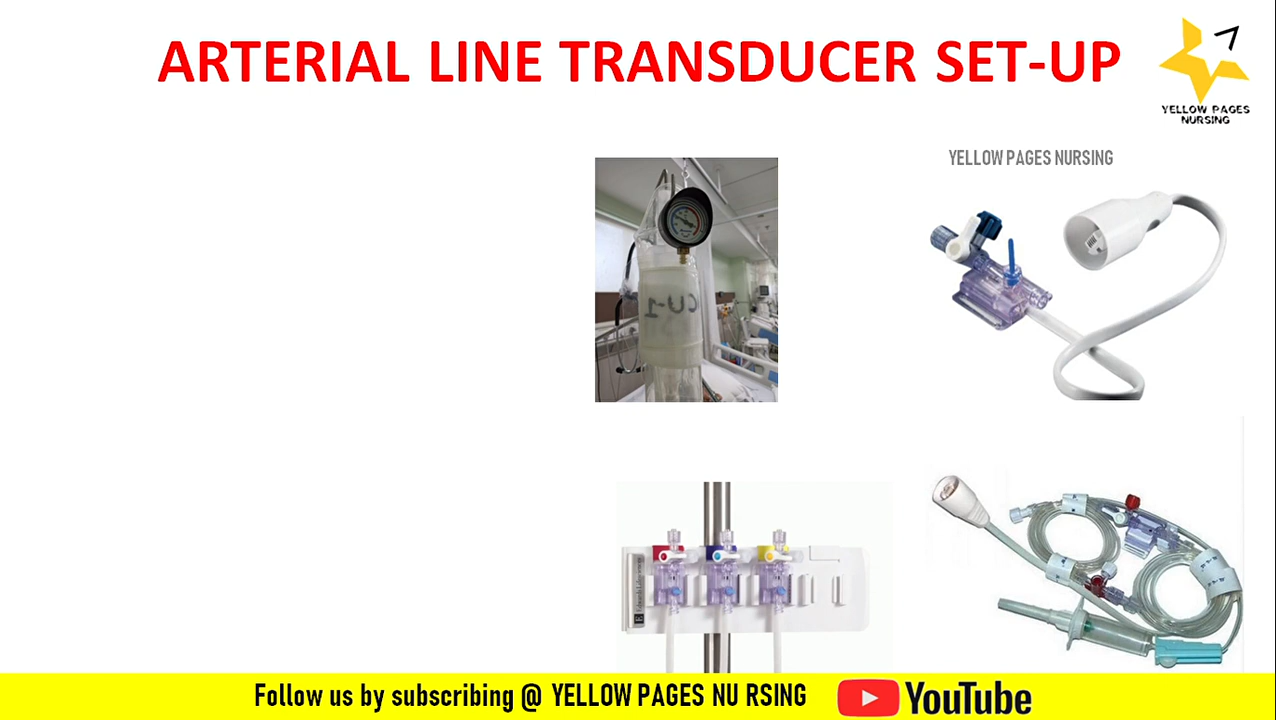 ARTERIAL LINE TRANSDUCER SET-UP
YELLOW PAGES
NURSING
YELLOW PAGES NURSING
Follow us by subscribing @ YELLOW PAGES NU RSING
YouTube